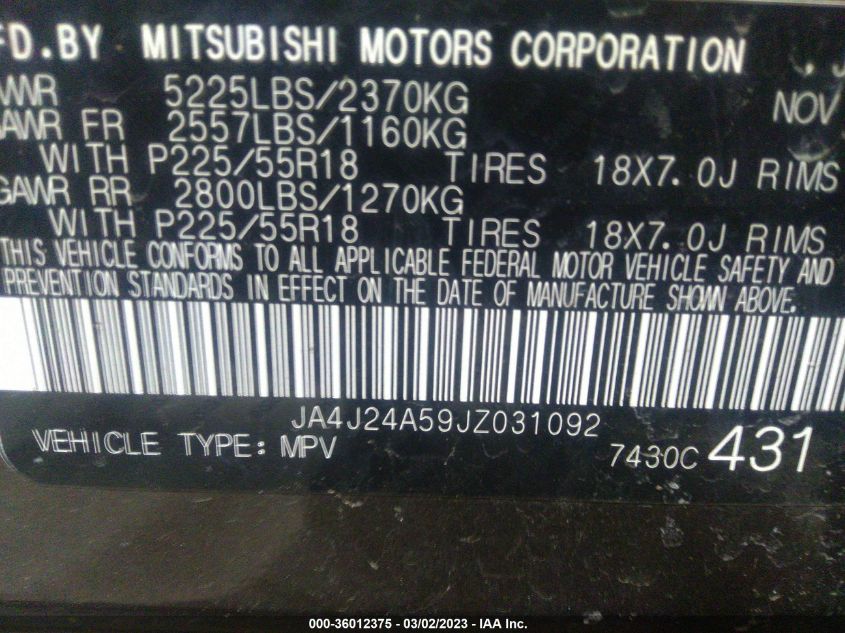 FD.BY MITSUBISHI MOTORS CORPORATION , J
VWR 5225LBS/2370KG NOV
AWR FR 2557LBS/1160KG
WITH P225/55R18 TIRES 18X7.0J RIMS
GAWR RR 2800LBS/1270KG
WITH P225/55R18 TIRES 18X7.0J RIMS
THIS VEHICLE CONFORMS TO ALL APPLICABLE FEDERAL MOTOR VEHICLE SAFETY AND
PREVENTION STANDARDS IN EFFECT ON THE DATE OF MANUFACTURE SHOWN ABOVE.
JA4J24A59JZ031092
VEHICLE TYPE: MPV 7430C 431
000-36012375 — 03/02/2023 — IAA Inc.